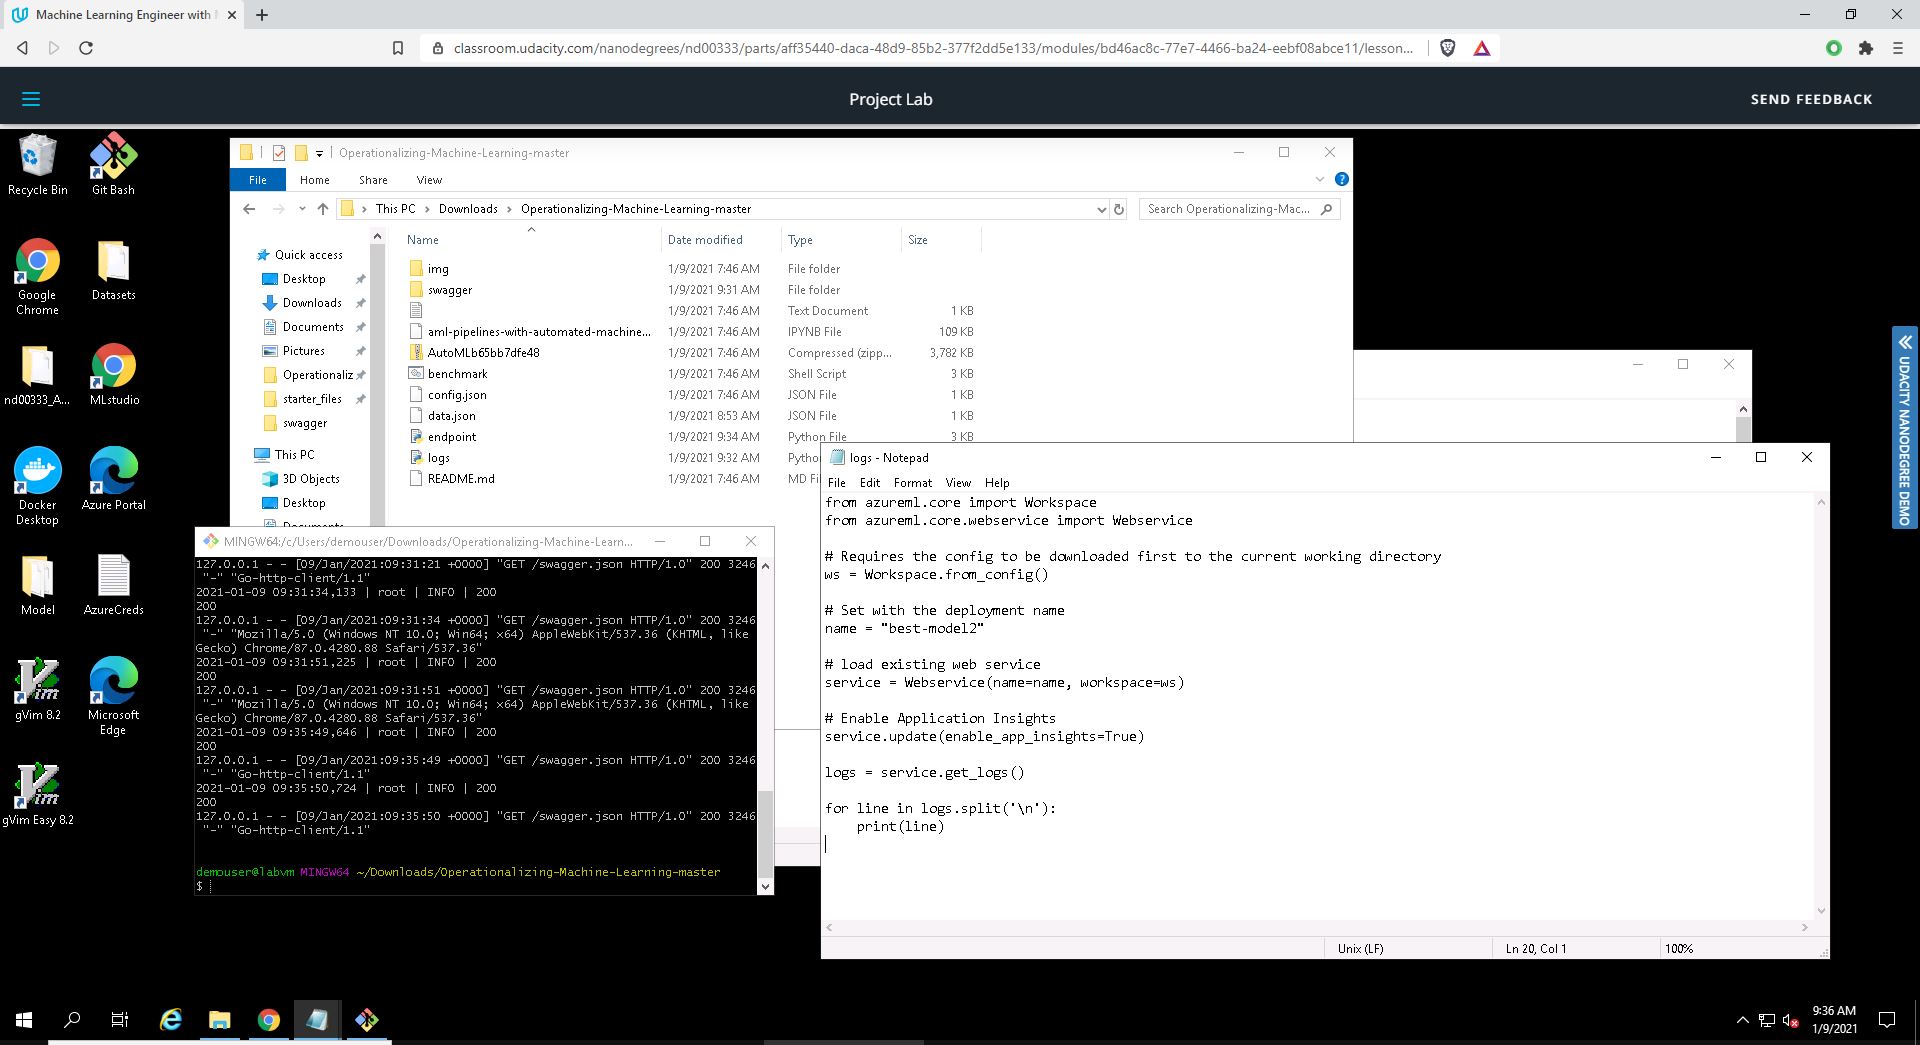 Machine Learning Engineer with
classroom.udacity.com/nanodegrees/nd00333/parts/aff35440-daca-48d9-85b2-377f2dd5e133/modules/bd46ac8c-77e7-4466-ba24-eebf08abce11/lesson...
Project Lab
SEND FEEDBACK
Recycle Bin
Git Bash
Google Chrome
Datasets
nd00333_A...
MLstudio
Docker Desktop
Azure Portal
Model
AzureCreds
gVim 8.2
Microsoft Edge
gVim Easy 8.2
Operationalizing-Machine-Learning-master
File Home Share View
This PC > Downloads > Operationalizing-Machine-Learning-master
Search Operationalizing-Mac...
Name Date modified Type Size
Quick access
Desktop
Downloads
Documents
Pictures
Operationaliz
starter_files
swagger
This PC
3D Objects
Desktop
Documents
img 1/9/2021 7:46 AM File folder
swagger 1/9/2021 9:31 AM File folder
1/9/2021 7:46 AM Text Document 1 KB
aml-pipelines-with-automated-machine... 1/9/2021 7:46 AM IPYNB File 109 KB
AutoMLb65bb7dfe48 1/9/2021 7:46 AM Compressed (zipp... 3,782 KB
benchmark 1/9/2021 7:46 AM Shell Script 3 KB
config.json 1/9/2021 7:46 AM JSON File 1 KB
data.json 1/9/2021 8:53 AM JSON File 1 KB
endpoint 1/9/2021 9:34 AM Python File 3 KB
logs 1/9/2021 9:32 AM Pytho
README.md 1/9/2021 7:46 AM MD Fi
UDACITY NANODEGREE DEMO
MINGW64:/c/Users/demouser/Downloads/Operationalizing-Machine-Learn...
127.0.0.1 - - [09/Jan/2021:09:31:21 +0000] "GET /swagger.json HTTP/1.0" 200 3246
"-" "Go-http-client/1.1"
2021-01-09 09:31:34,133 | root | INFO | 200
200
127.0.0.1 - - [09/Jan/2021:09:31:34 +0000] "GET /swagger.json HTTP/1.0" 200 3246
"-" "Mozilla/5.0 (Windows NT 10.0; Win64; x64) AppleWebKit/537.36 (KHTML, like
Gecko) Chrome/87.0.4280.88 Safari/537.36"
2021-01-09 09:31:51,225 | root | INFO | 200
200
127.0.0.1 - - [09/Jan/2021:09:31:51 +0000] "GET /swagger.json HTTP/1.0" 200 3246
"-" "Mozilla/5.0 (Windows NT 10.0; Win64; x64) AppleWebKit/537.36 (KHTML, like
Gecko) Chrome/87.0.4280.88 Safari/537.36"
2021-01-09 09:35:49,646 | root | INFO | 200
200
127.0.0.1 - - [09/Jan/2021:09:35:49 +0000] "GET /swagger.json HTTP/1.0" 200 3246
"-" "Go-http-client/1.1"
2021-01-09 09:35:50,724 | root | INFO | 200
200
127.0.0.1 - - [09/Jan/2021:09:35:50 +0000] "GET /swagger.json HTTP/1.0" 200 3246
"-" "Go-http-client/1.1"
demouser@labvm MINGW64 ~/Downloads/Operationalizing-Machine-Learning-master
$
logs - Notepad
File Edit Format View Help
from azureml.core import Workspace
from azureml.core.webservice import Webservice
# Requires the config to be downloaded first to the current working directory
ws = Workspace.from_config()
# Set with the deployment name
name = "best-model2"
# load existing web service
service = Webservice(name=name, workspace=ws)
# Enable Application Insights
service.update(enable_app_insights=True)
logs = service.get_logs()
for line in logs.split('\n'):
    print(line)
Unix (LF) Ln 20, Col 1 100%
9:36 AM
1/9/2021